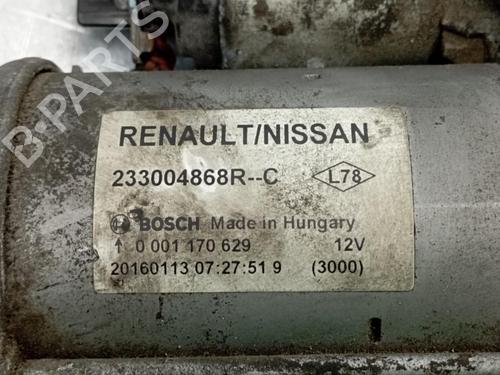 RENAULT/NISSAN
233004868R--C L78
BOSCH Made in Hungary
0 001 170 629 12V
20160113 07:27:51 9 (3000)
B-PARTS